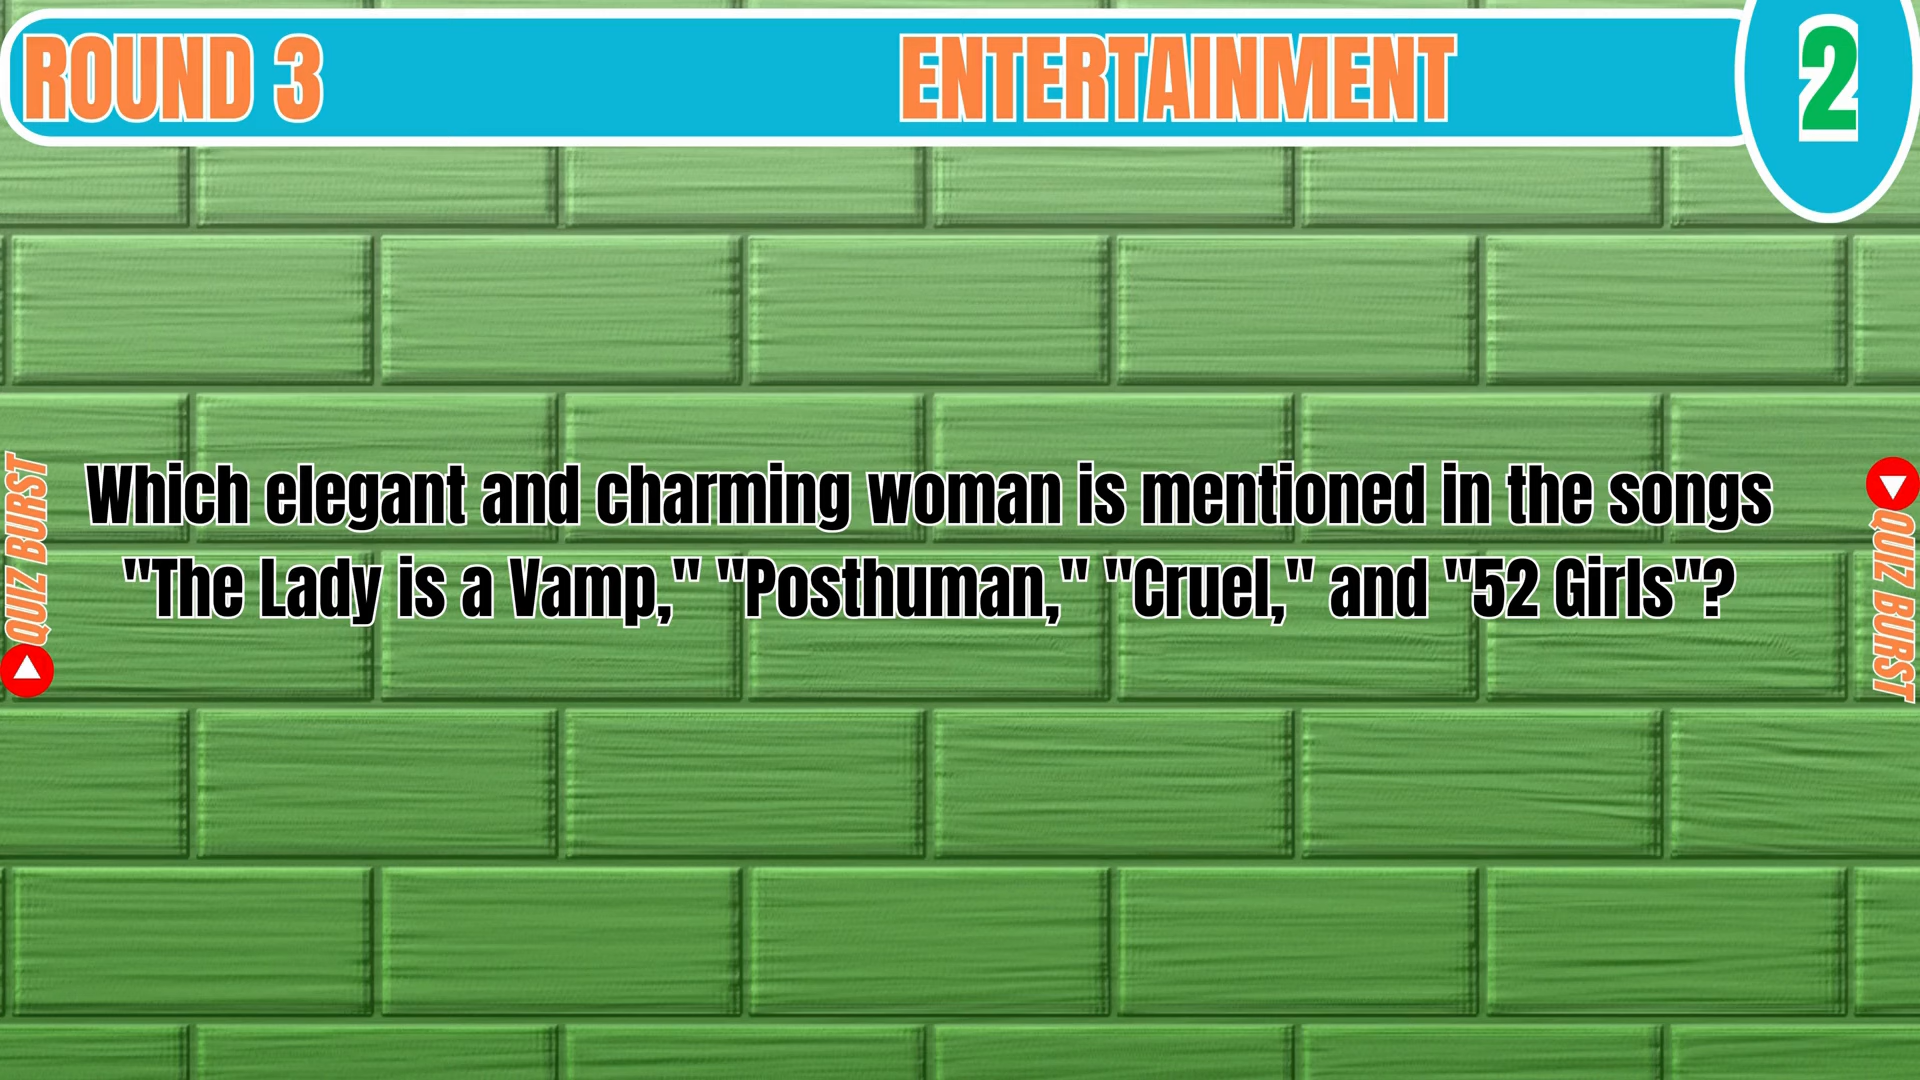 ROUND 3
ENTERTAINMENT
2
Which elegant and charming woman is mentioned in the songs
"The Lady is a Vamp," "Posthuman," "Cruel," and "52 Girls"?
QUIZ BURST
QUIZ BURST